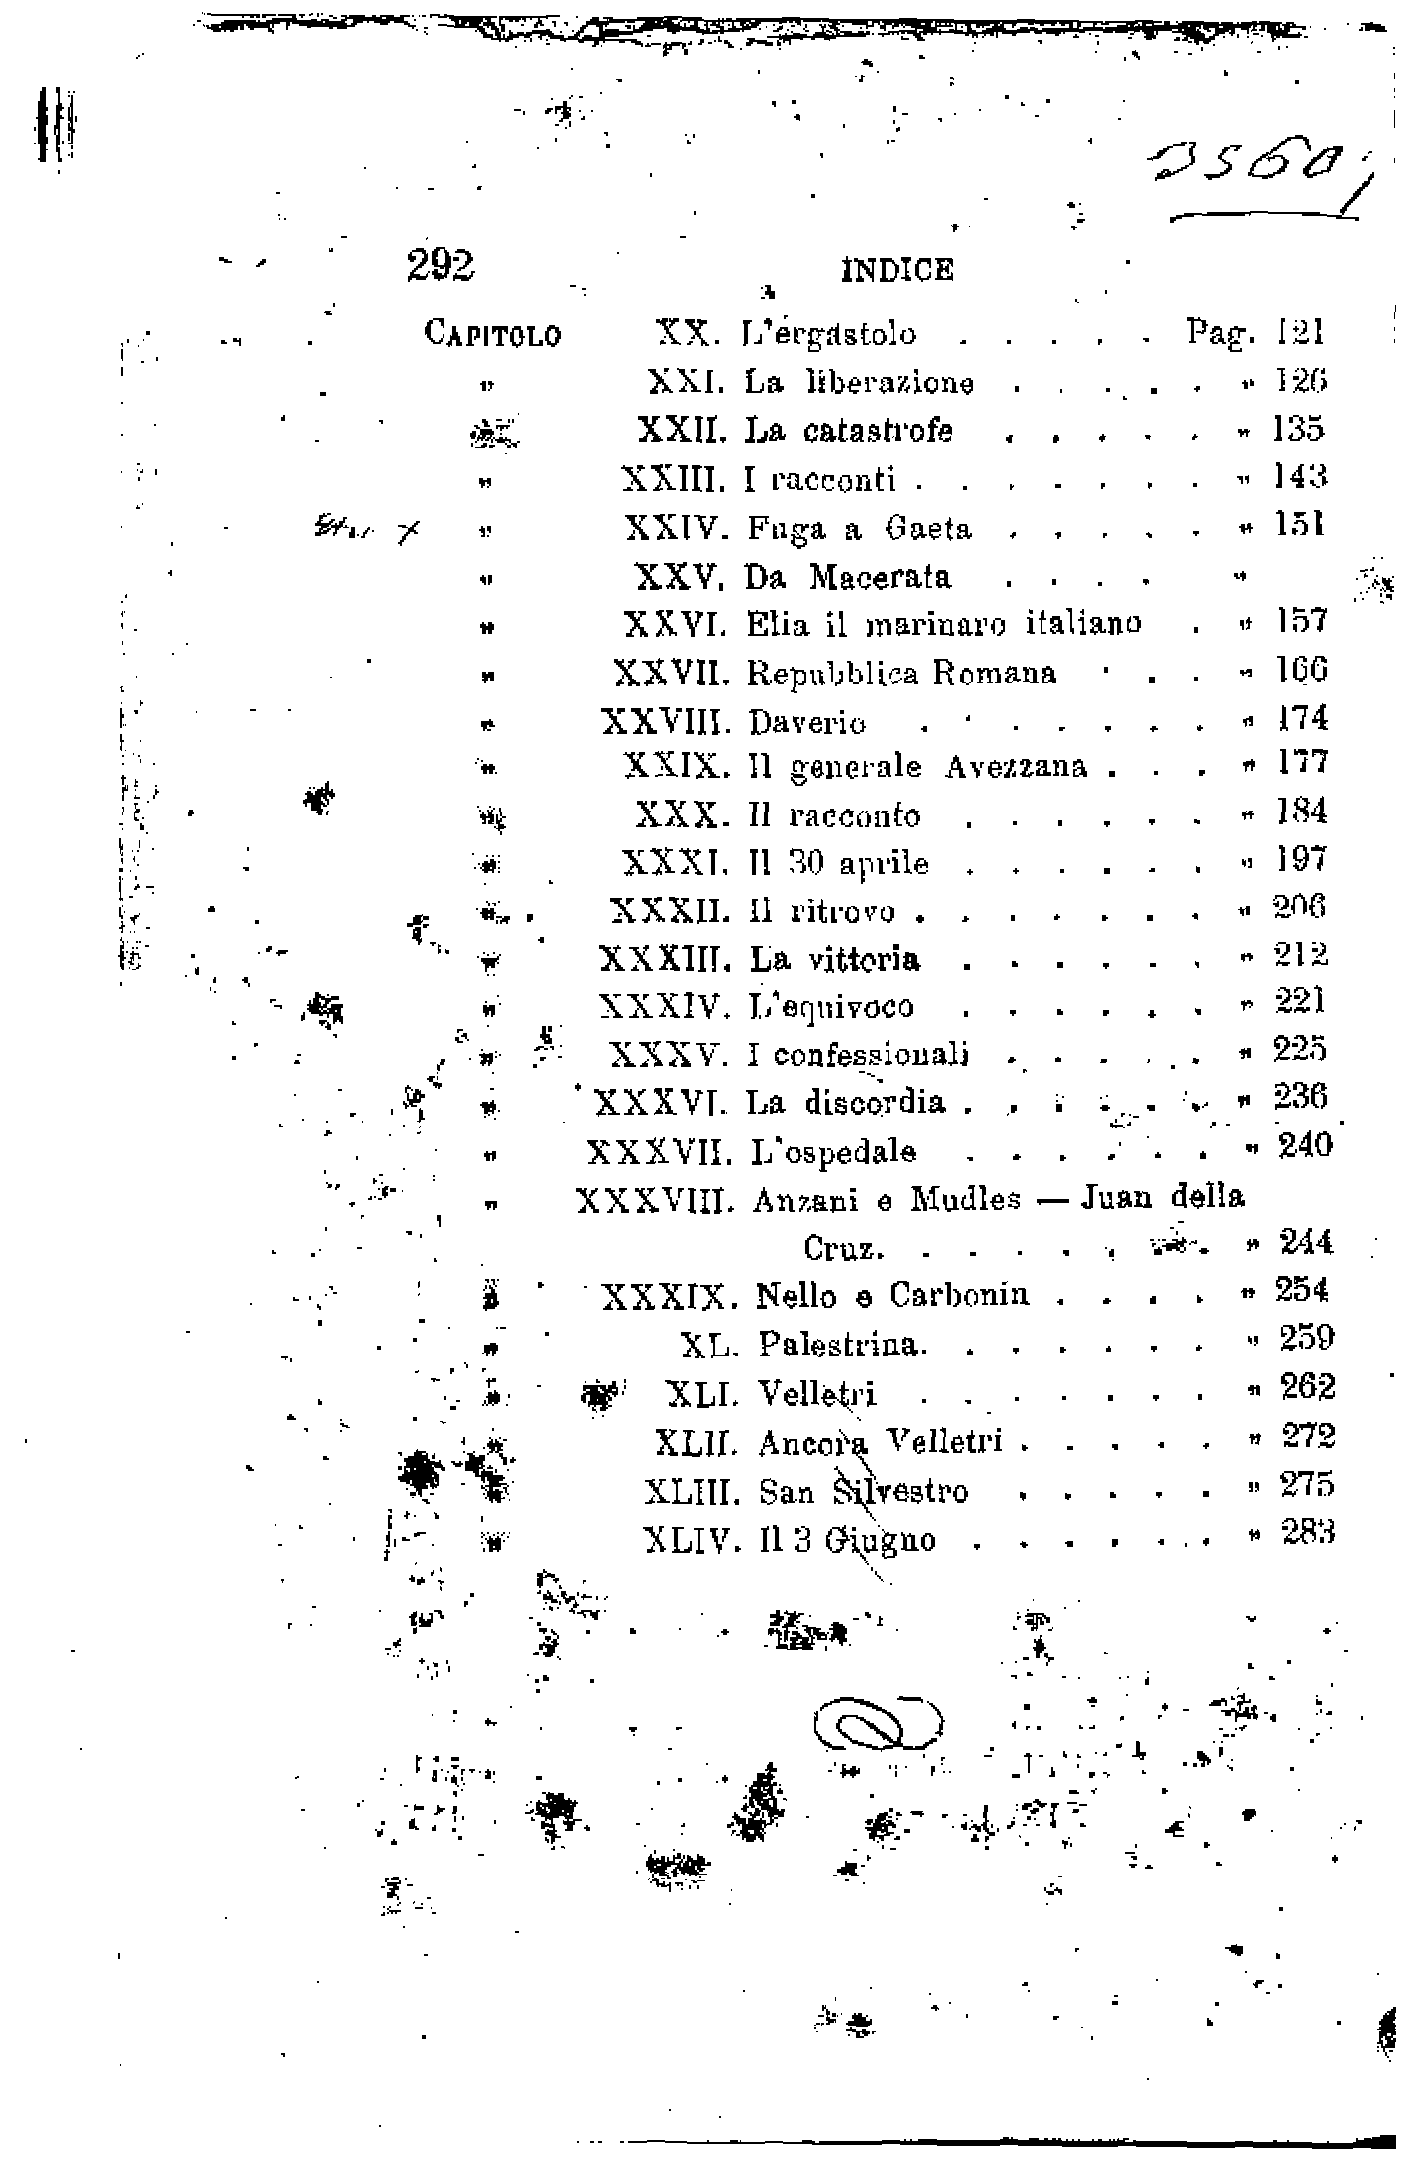 3560,
292 INDICE
CAPITOLO XX. L'ergastolo . . . . . Pag. 121
" XXI. La liberazione . . . . . " 126
XXII. La catastrofe . . . . . " 135
" XXIII. I racconti . . . . . . . " 143
" XXIV. Fuga a Gaeta . . . . . " 151
" XXV. Da Macerata . . . . "
" XXVI. Elia il marinaro italiano . " 157
" XXVII. Repubblica Romana . . . " 166
" XXVIII. Daverio . . . . . . . " 174
" XXIX. Il generale Avezzana . . . " 177
" XXX. Il racconto . . . . . . " 184
" XXXI. Il 30 aprile . . . . . . " 197
" XXXII. Il ritrovo . . . . . . . " 206
" XXXIII. La vittoria . . . . . . " 212
" XXXIV. L'equivoco . . . . . . " 221
" XXXV. I confessionali . . . . . " 225
" XXXVI. La discordia . . . . . . " 236
" XXXVII. L'ospedale . . . . . . " 240
" XXXVIII. Anzani e Mudles — Juan della
Cruz. . . . . . . . " 244
" XXXIX. Nello e Carbonin . . . . " 254
" XL. Palestrina. . . . . . . " 259
" XLI. Velletri . . . . . . . " 262
" XLII. Ancora Velletri . . . . . " 272
" XLIII. San Silvestro . . . . . " 275
" XLIV. Il 3 Giugno . . . . . . " 283